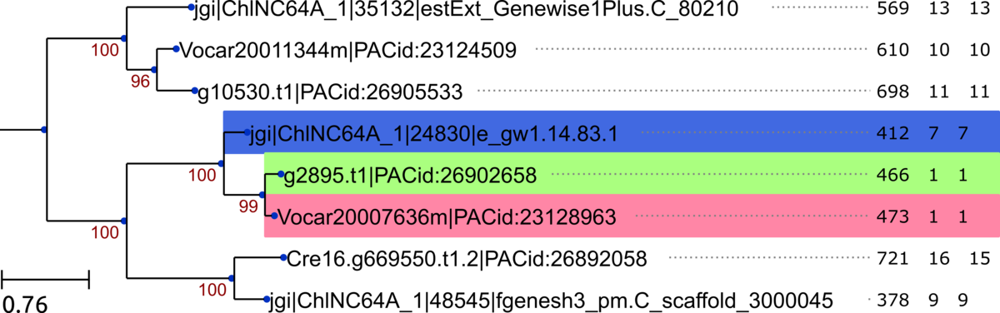 jgi|ChlNC64A_1|35132|estExt_Genewise1Plus.C_80210 569 13 13
100
Vocar20011344m|PACid:23124509 610 10 10
96
g10530.t1|PACid:26905533 698 11 11
jgi|ChlNC64A_1|24830|e_gw1.14.83.1 412 7 7
100
g2895.t1|PACid:26902658 466 1 1
99
Vocar20007636m|PACid:23128963 473 1 1
100
Cre16.g669550.t1.2|PACid:26892058 721 16 15
100
jgi|ChlNC64A_1|48545|fgenesh3_pm.C_scaffold_3000045 378 9 9
0.76